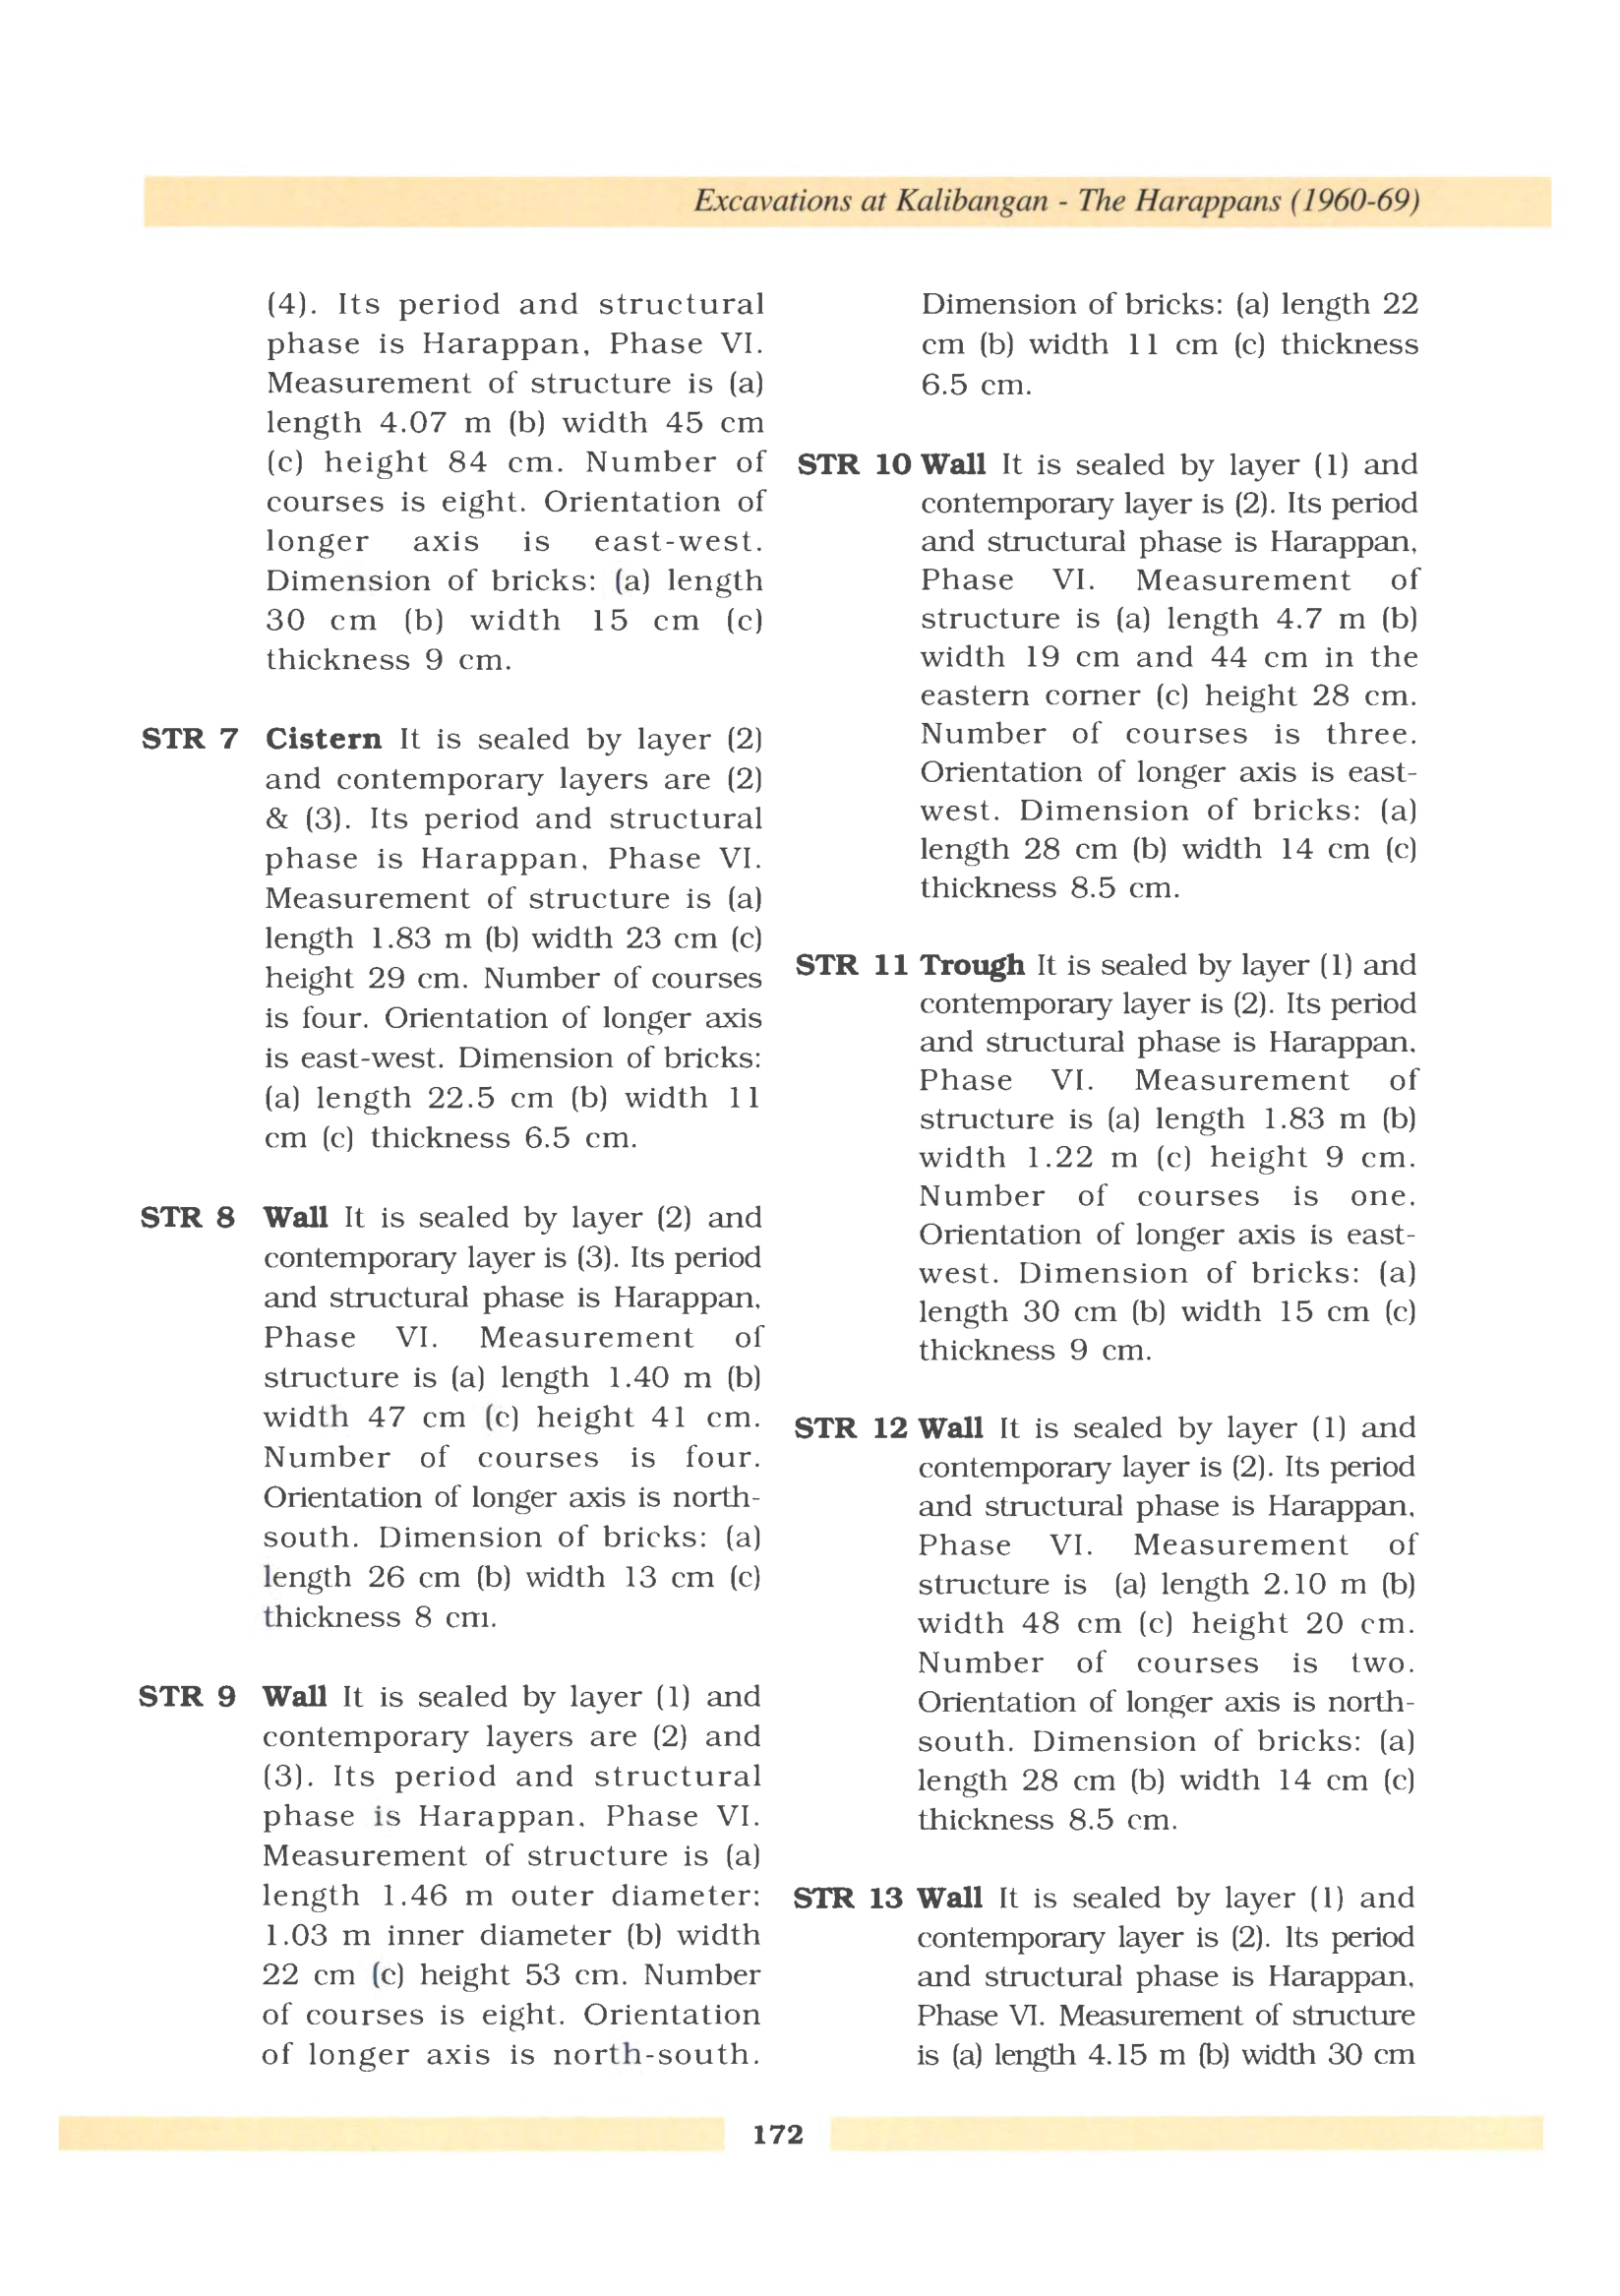 Excavations at Kalibangan - The Harappans (1960-69)
(4). Its period and structural
phase is Harappan, Phase VI.
Measurement of structure is (a)
length 4.07 m (b) width 45 cm
(c) height 84 cm. Number of
courses is eight. Orientation of
longer axis is east-west.
Dimension of bricks: (a) length
30 cm (b) width 15 cm (c)
thickness 9 cm.
STR 7 Cistern It is sealed by layer (2)
and contemporary layers are (2)
& (3). Its period and structural
phase is Harappan, Phase VI.
Measurement of structure is (a)
length 1.83 m (b) width 23 cm (c)
height 29 cm. Number of courses
is four. Orientation of longer axis
is east-west. Dimension of bricks:
(a) length 22.5 cm (b) width 11
cm (c) thickness 6.5 cm.
STR 8 Wall It is sealed by layer (2) and
contemporary layer is (3). Its period
and structural phase is Harappan,
Phase VI. Measurement of
structure is (a) length 1.40 m (b)
width 47 cm (c) height 41 cm.
Number of courses is four.
Orientation of longer axis is north-
south. Dimension of bricks: (a)
length 26 cm (b) width 13 cm (c)
thickness 8 cm.
STR 9 Wall It is sealed by layer (1) and
contemporary layers are (2) and
(3). Its period and structural
phase is Harappan, Phase VI.
Measurement of structure is (a)
length 1.46 m outer diameter;
1.03 m inner diameter (b) width
22 cm (c) height 53 cm. Number
of courses is eight. Orientation
of longer axis is north-south.
Dimension of bricks: (a) length 22
cm (b) width 11 cm (c) thickness
6.5 cm.
STR 10 Wall It is sealed by layer (1) and
contemporary layer is (2). Its period
and structural phase is Harappan,
Phase VI. Measurement of
structure is (a) length 4.7 m (b)
width 19 cm and 44 cm in the
eastern corner (c) height 28 cm.
Number of courses is three.
Orientation of longer axis is east-
west. Dimension of bricks: (a)
length 28 cm (b) width 14 cm (c)
thickness 8.5 cm.
STR 11 Trough It is sealed by layer (1) and
contemporary layer is (2). Its period
and structural phase is Harappan,
Phase VI. Measurement of
structure is (a) length 1.83 m (b)
width 1.22 m (c) height 9 cm.
Number of courses is one.
Orientation of longer axis is east-
west. Dimension of bricks: (a)
length 30 cm (b) width 15 cm (c)
thickness 9 cm.
STR 12 Wall It is sealed by layer (1) and
contemporary layer is (2). Its period
and structural phase is Harappan,
Phase VI. Measurement of
structure is (a) length 2.10 m (b)
width 48 cm (c) height 20 cm.
Number of courses is two.
Orientation of longer axis is north-
south. Dimension of bricks: (a)
length 28 cm (b) width 14 cm (c)
thickness 8.5 cm.
STR 13 Wall It is sealed by layer (1) and
contemporary layer is (2). Its period
and structural phase is Harappan,
Phase VI. Measurement of structure
is (a) length 4.15 m (b) width 30 cm
172